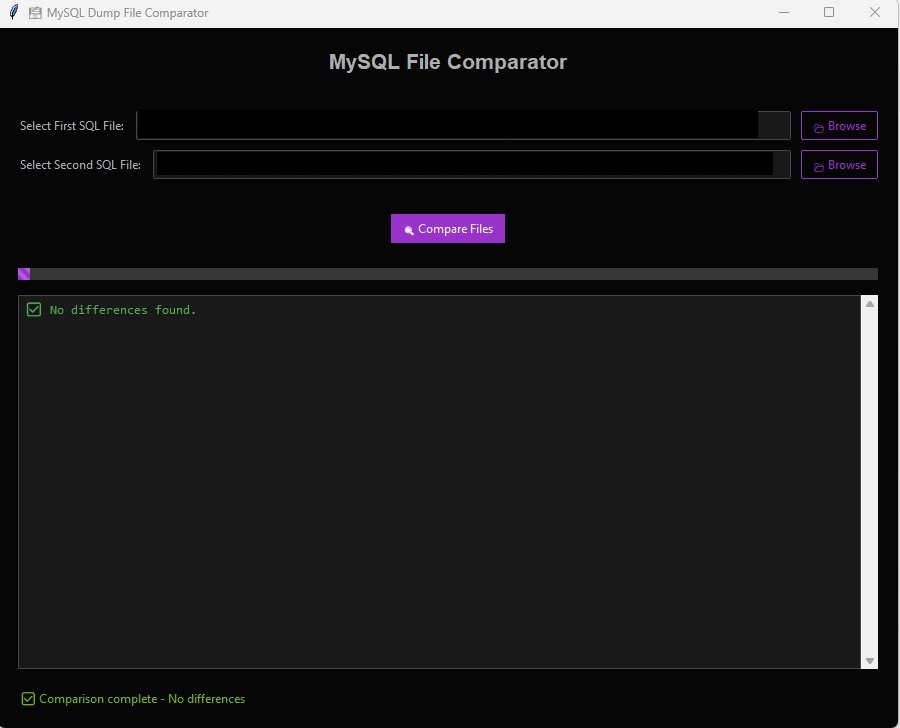 MySQL Dump File Comparator
MySQL File Comparator
Select First SQL File:
Browse
Select Second SQL File:
Browse
Compare Files
No differences found.
Comparison complete - No differences